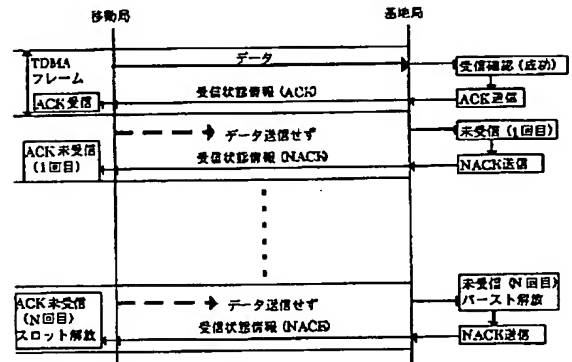 移動局
基地局
TDMA
フレーム
データ
受信確認(成功)
受信状態情報(ACK)
ACK受信
ACK送信
データ送信せず
未受信(1回目)
ACK未受信
(1回目)
受信状態情報(NACK)
NACK送信
ACK未受信
(N回目)
スロット解放
データ送信せず
未受信(N回目)
バースト解放
受信状態情報(NACK)
NACK送信